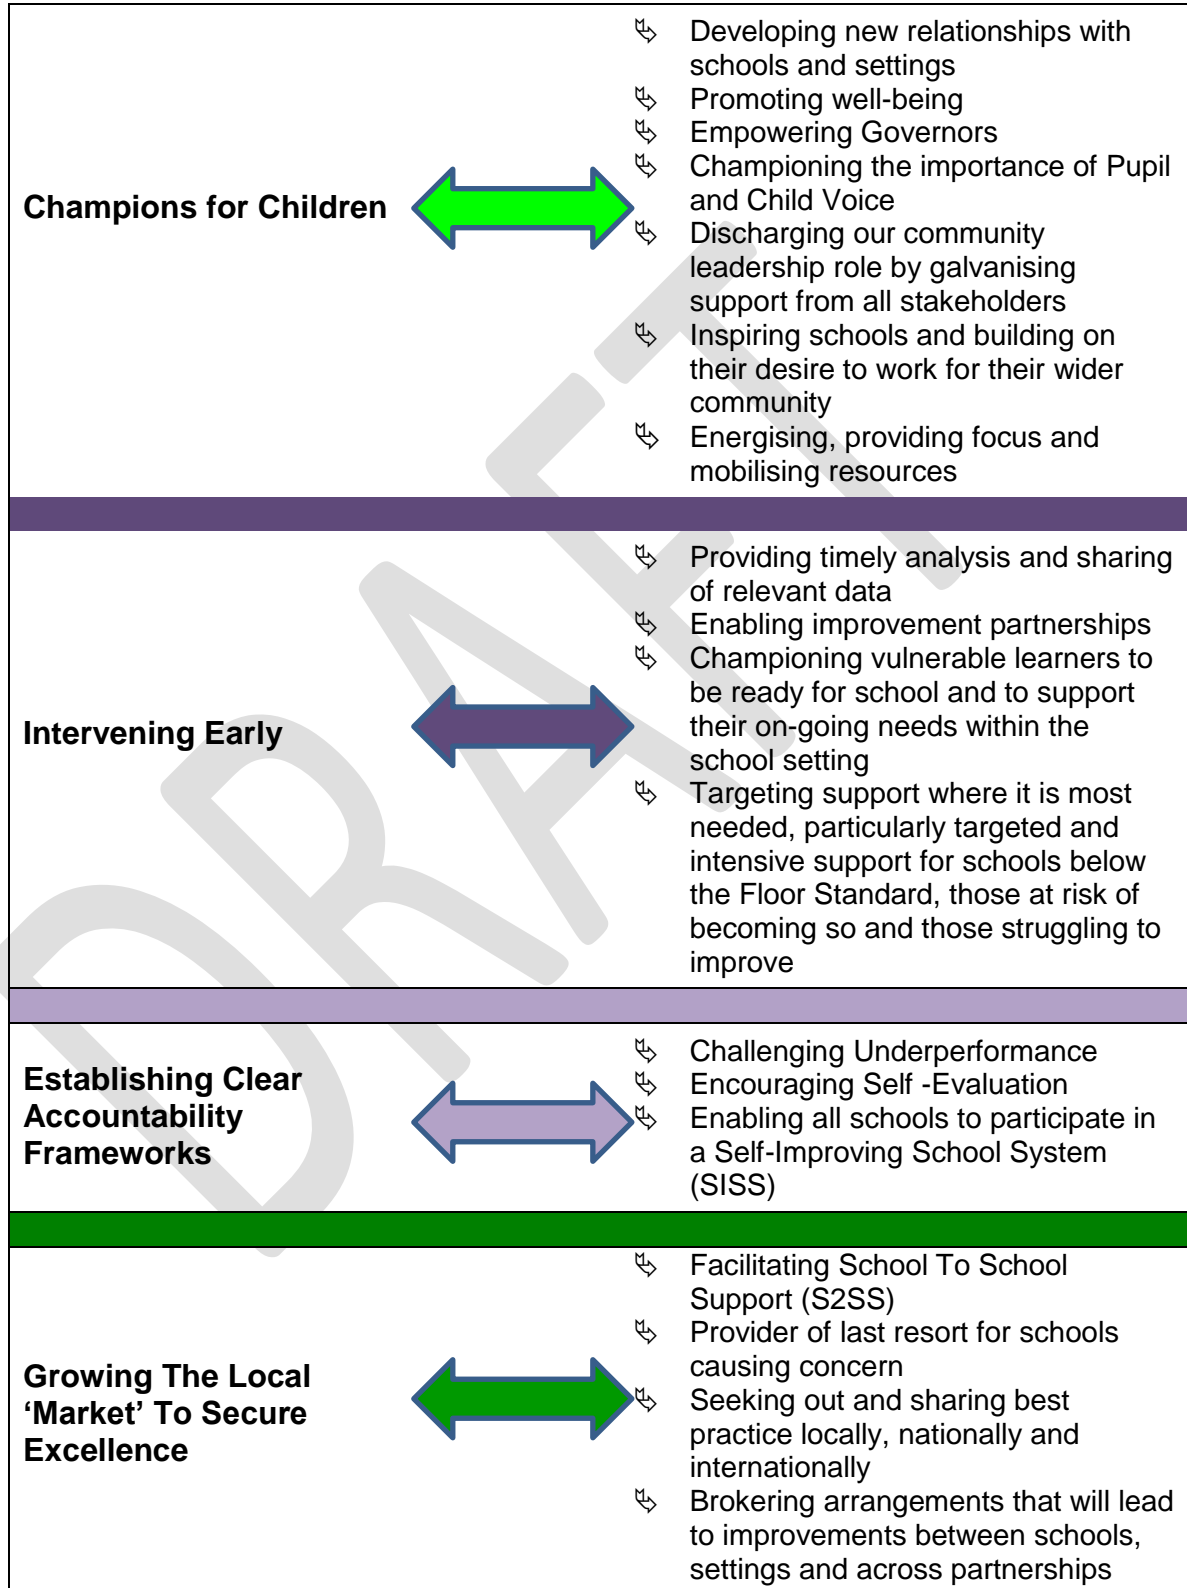 Champions for Children
Developing new relationships with
schools and settings
Promoting well-being
Empowering Governors
Championing the importance of Pupil
and Child Voice
Discharging our community
leadership role by galvanising
support from all stakeholders
Inspiring schools and building on
their desire to work for their wider
community
Energising, providing focus and
mobilising resources
Intervening Early
Providing timely analysis and sharing
of relevant data
Enabling improvement partnerships
Championing vulnerable learners to
be ready for school and to support
their on-going needs within the
school setting
Targeting support where it is most
needed, particularly targeted and
intensive support for schools below
the Floor Standard, those at risk of
becoming so and those struggling to
improve
Establishing Clear
Accountability
Frameworks
Challenging Underperformance
Encouraging Self -Evaluation
Enabling all schools to participate in
a Self-Improving School System
(SISS)
Growing The Local
‘Market’ To Secure
Excellence
Facilitating School To School
Support (S2SS)
Provider of last resort for schools
causing concern
Seeking out and sharing best
practice locally, nationally and
internationally
Brokering arrangements that will lead
to improvements between schools,
settings and across partnerships
DRAFT